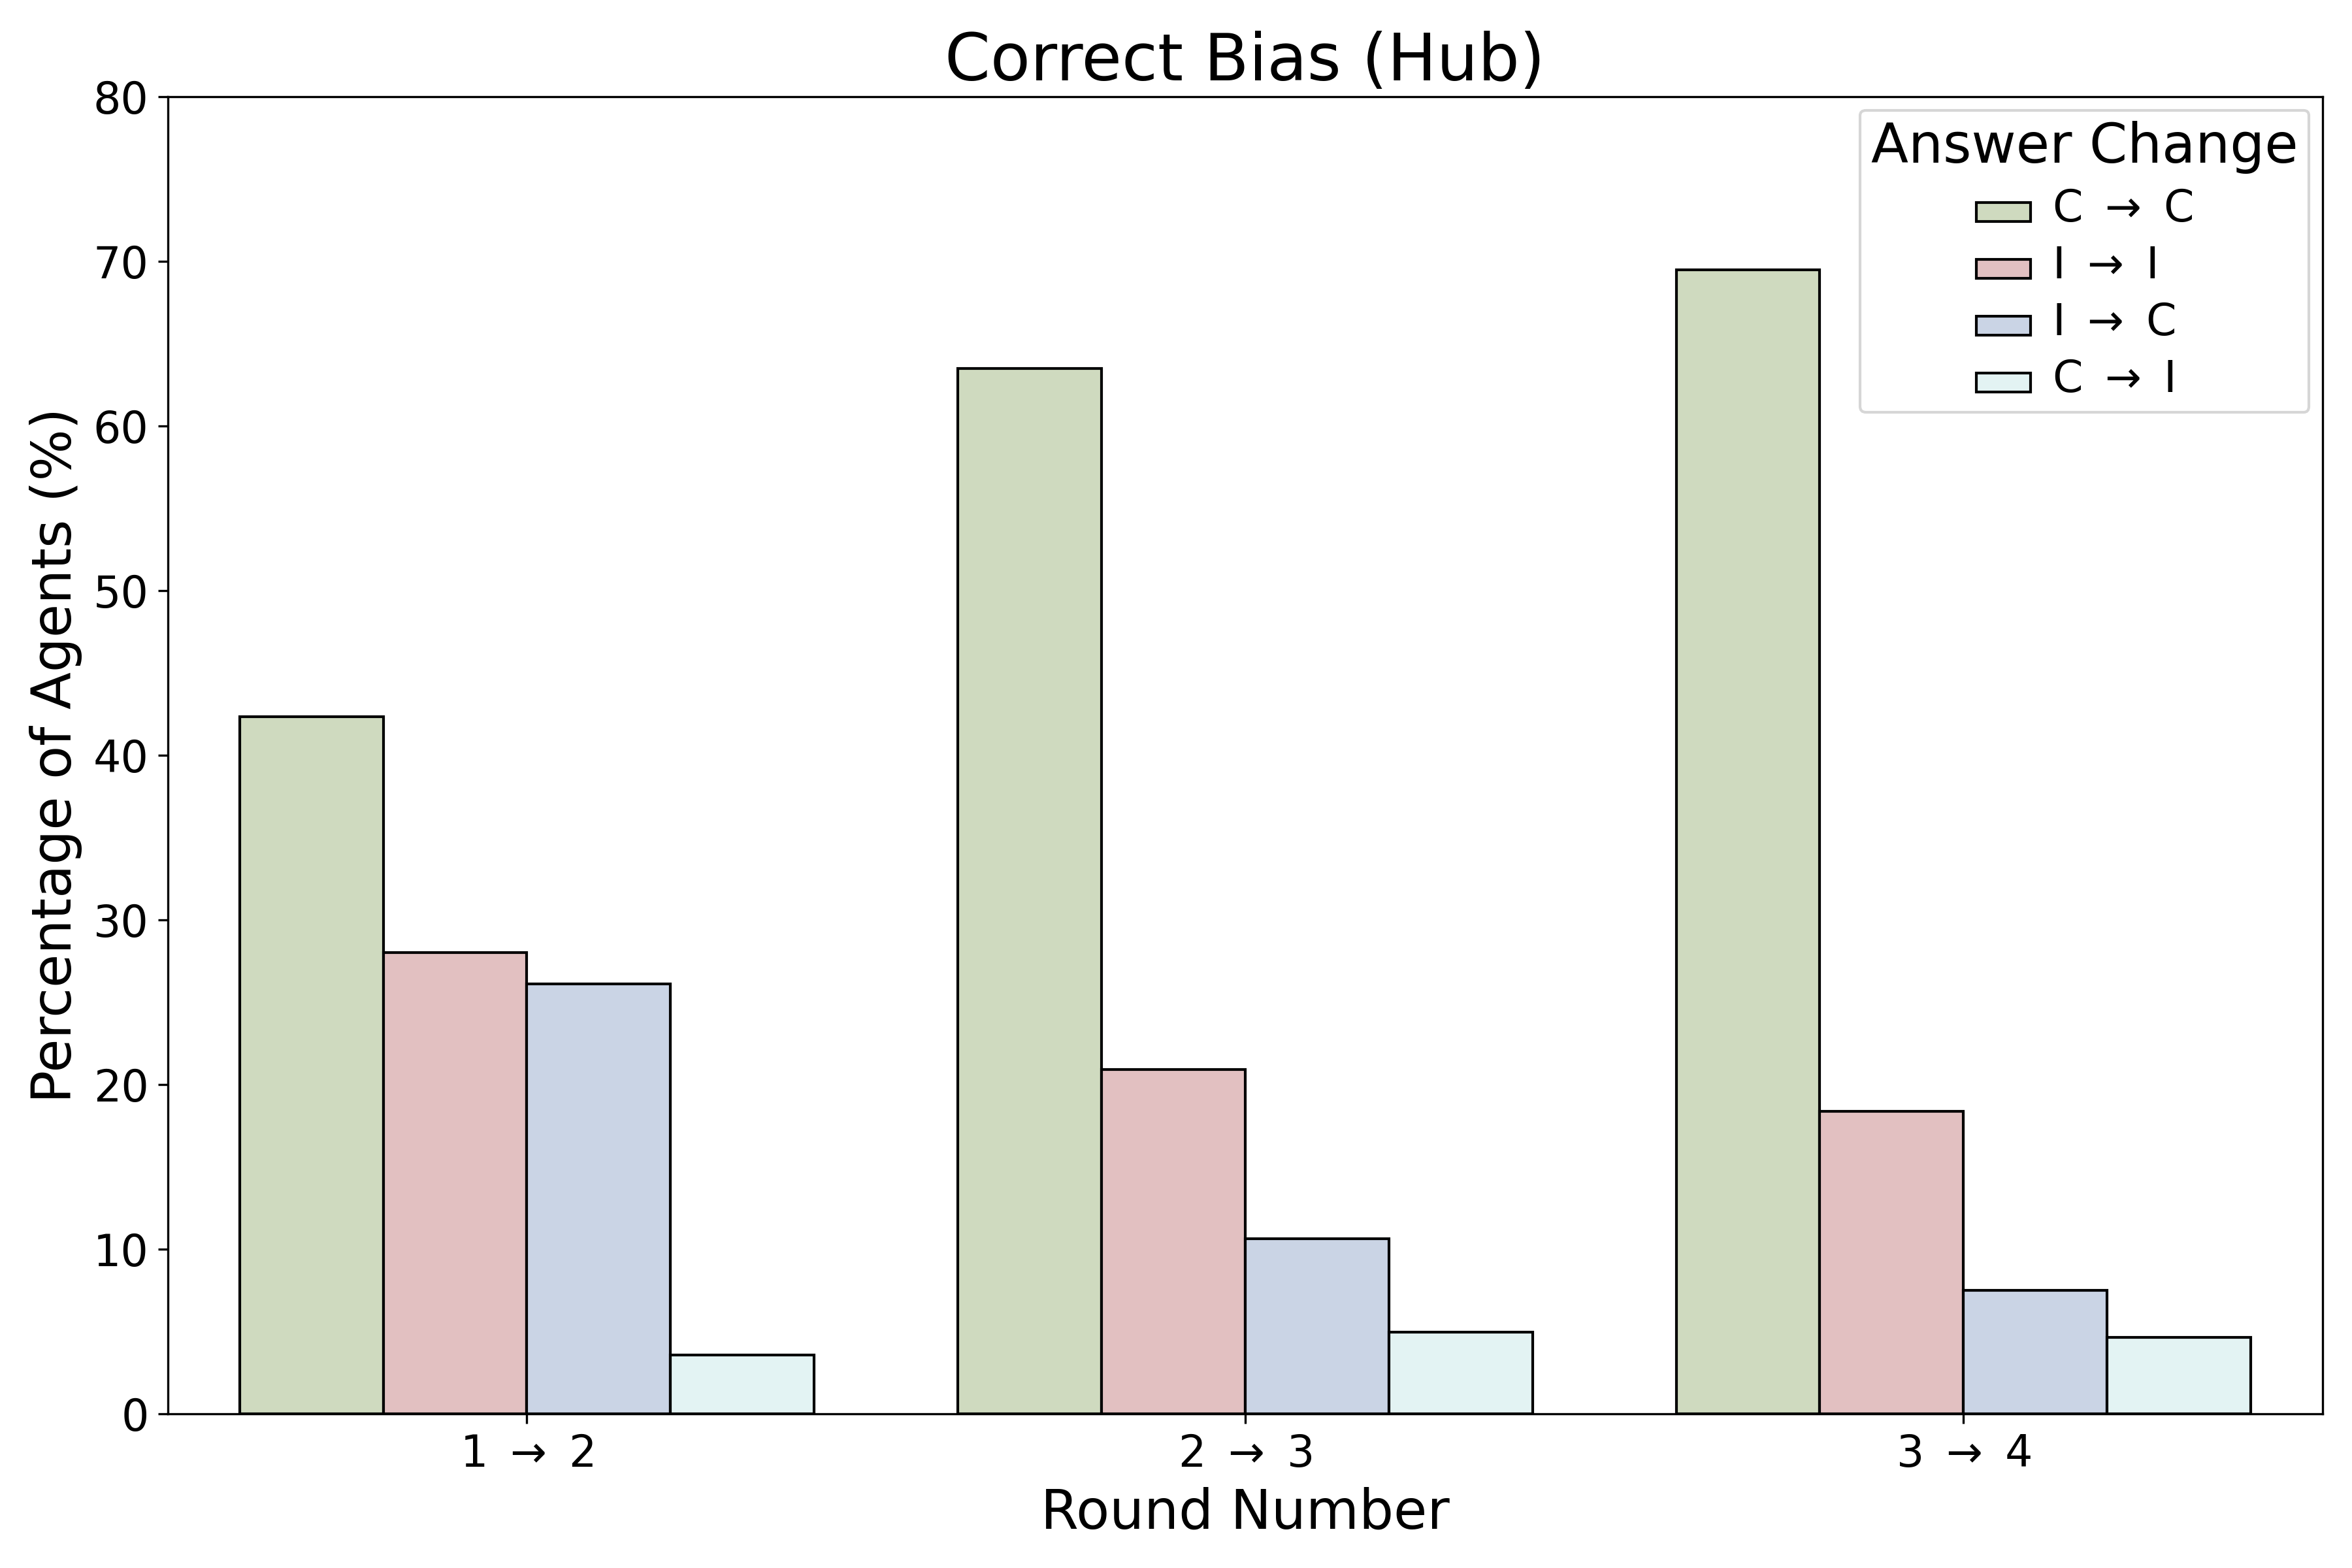 Correct Bias (Hub)
Percentage of Agents (%)
80
70
60
50
40
30
20
10
0
Answer Change
C → C
I → I
I → C
C → I
1 → 2
2 → 3
3 → 4
Round Number